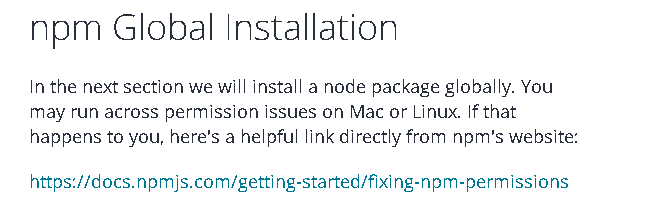 npm Global Installation
In the next section we will install a node package globally. You
may run across permission issues on Mac or Linux. If that
happens to you, here's a helpful link directly from npm's website:
https://docs.npmjs.com/getting-started/fixing-npm-permissions